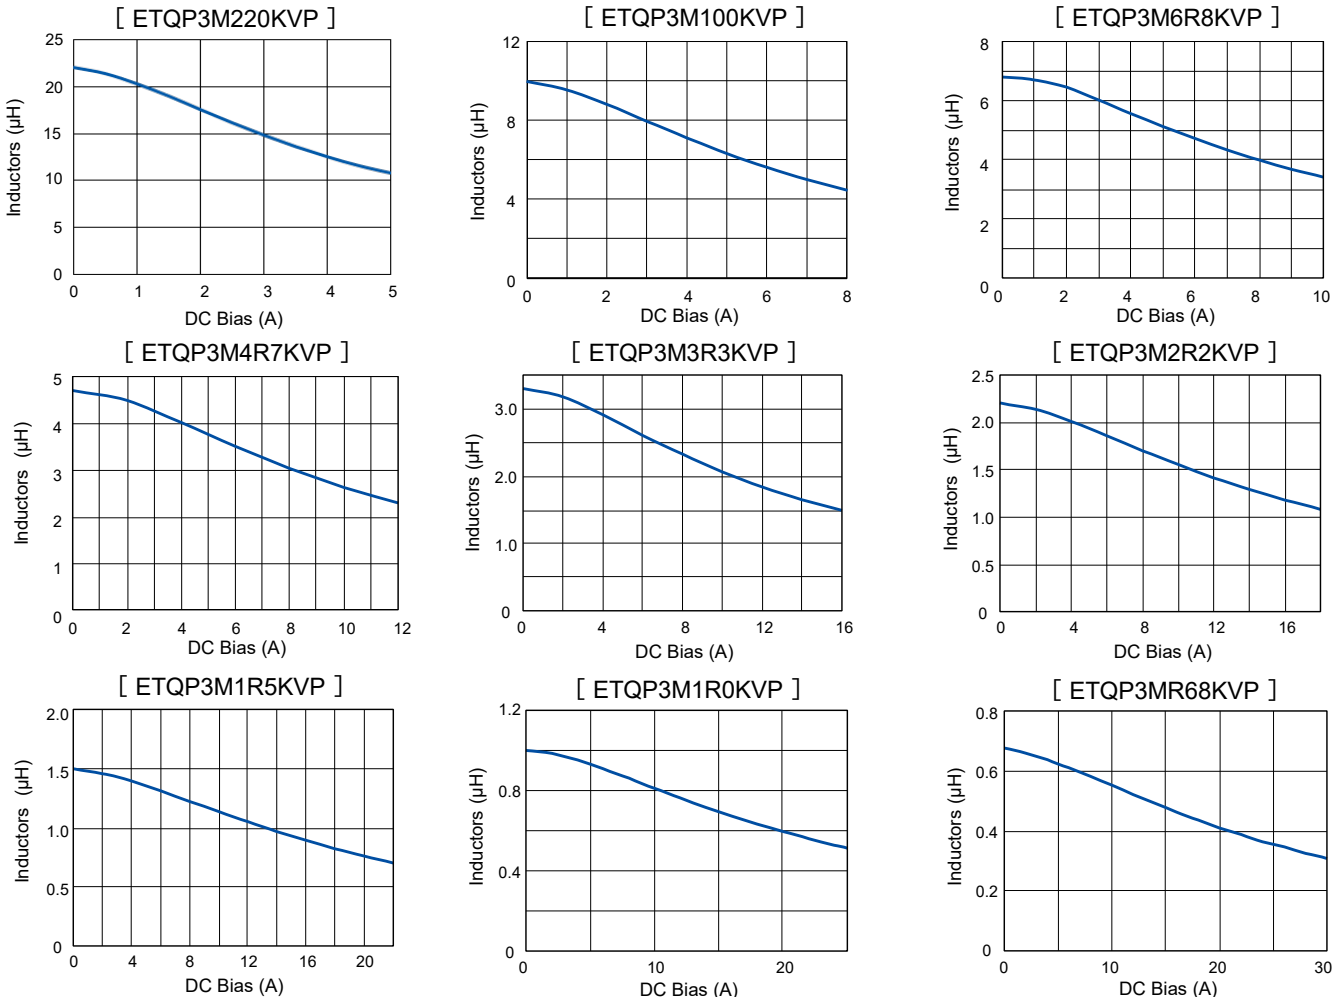 ［ ETQP3M220KVP ］
Inductors (µH)
25
20
15
10
5
0
0 1 2 3 4 5
DC Bias (A)
［ ETQP3M100KVP ］
Inductors (µH)
12
8
4
0
0 2 4 6 8
DC Bias (A)
［ ETQP3M6R8KVP ］
Inductors (µH)
8
6
4
2
0
0 2 4 6 8 10
DC Bias (A)
［ ETQP3M4R7KVP ］
Inductors (µH)
5
4
3
2
1
0
0 2 4 6 8 10 12
DC Bias (A)
［ ETQP3M3R3KVP ］
Inductors (µH)
3.0
2.0
1.0
0
0 4 8 12 16
DC Bias (A)
［ ETQP3M2R2KVP ］
Inductors (µH)
2.5
2.0
1.5
1.0
0.5
0
0 4 8 12 16
DC Bias (A)
［ ETQP3M1R5KVP ］
Inductors (µH)
2.0
1.5
1.0
0.5
0
0 4 8 12 16 20
DC Bias (A)
［ ETQP3M1R0KVP ］
Inductors (µH)
1.2
0.8
0.4
0
0 10 20
DC Bias (A)
［ ETQP3MR68KVP ］
Inductors (µH)
0.8
0.6
0.4
0.2
0
0 10 20 30
DC Bias (A)